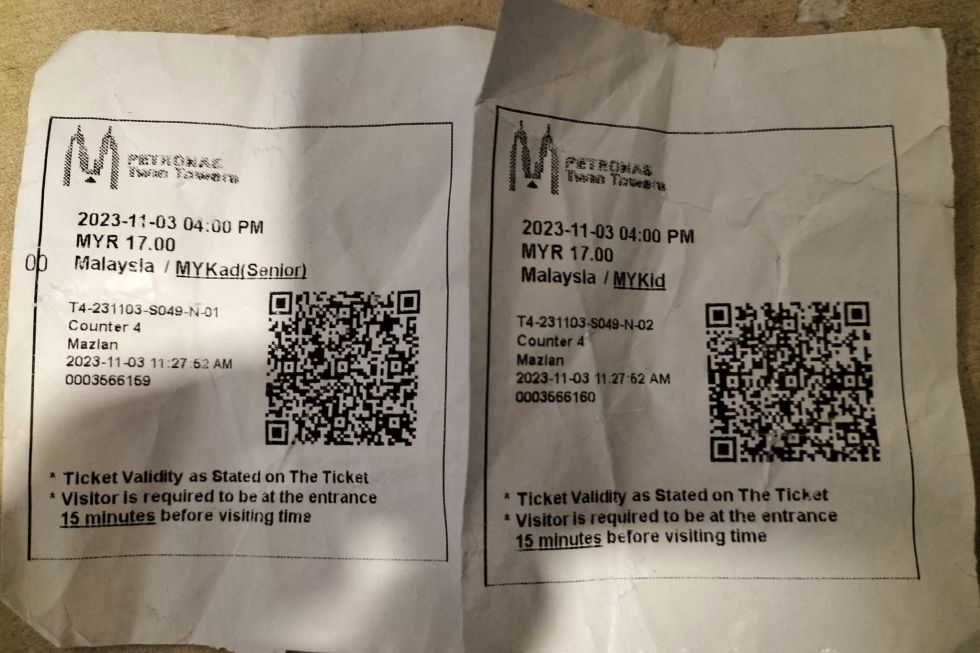 PETRONAS
Twin Towers
2023-11-03 04:00 PM
MYR 17.00
00
Malaysia / MYKad(Senior)
T4-231103-S049-N-01
Counter 4
Mazlan
2023-11-03 11:27:52 AM
0003566159
* Ticket Validity as Stated on The Ticket
* Visitor is required to be at the entrance
15 minutes before visiting time
PETRONAS
Twin Towers
2023-11-03 04:00 PM
MYR 17.00
Malaysia / MYKid
T4-231103-S049-N-02
Counter 4
Mazlan
2023-11-03 11:27:52 AM
0003566160
* Ticket Validity as Stated on The Ticket
* Visitor is required to be at the entrance
15 minutes before visiting time